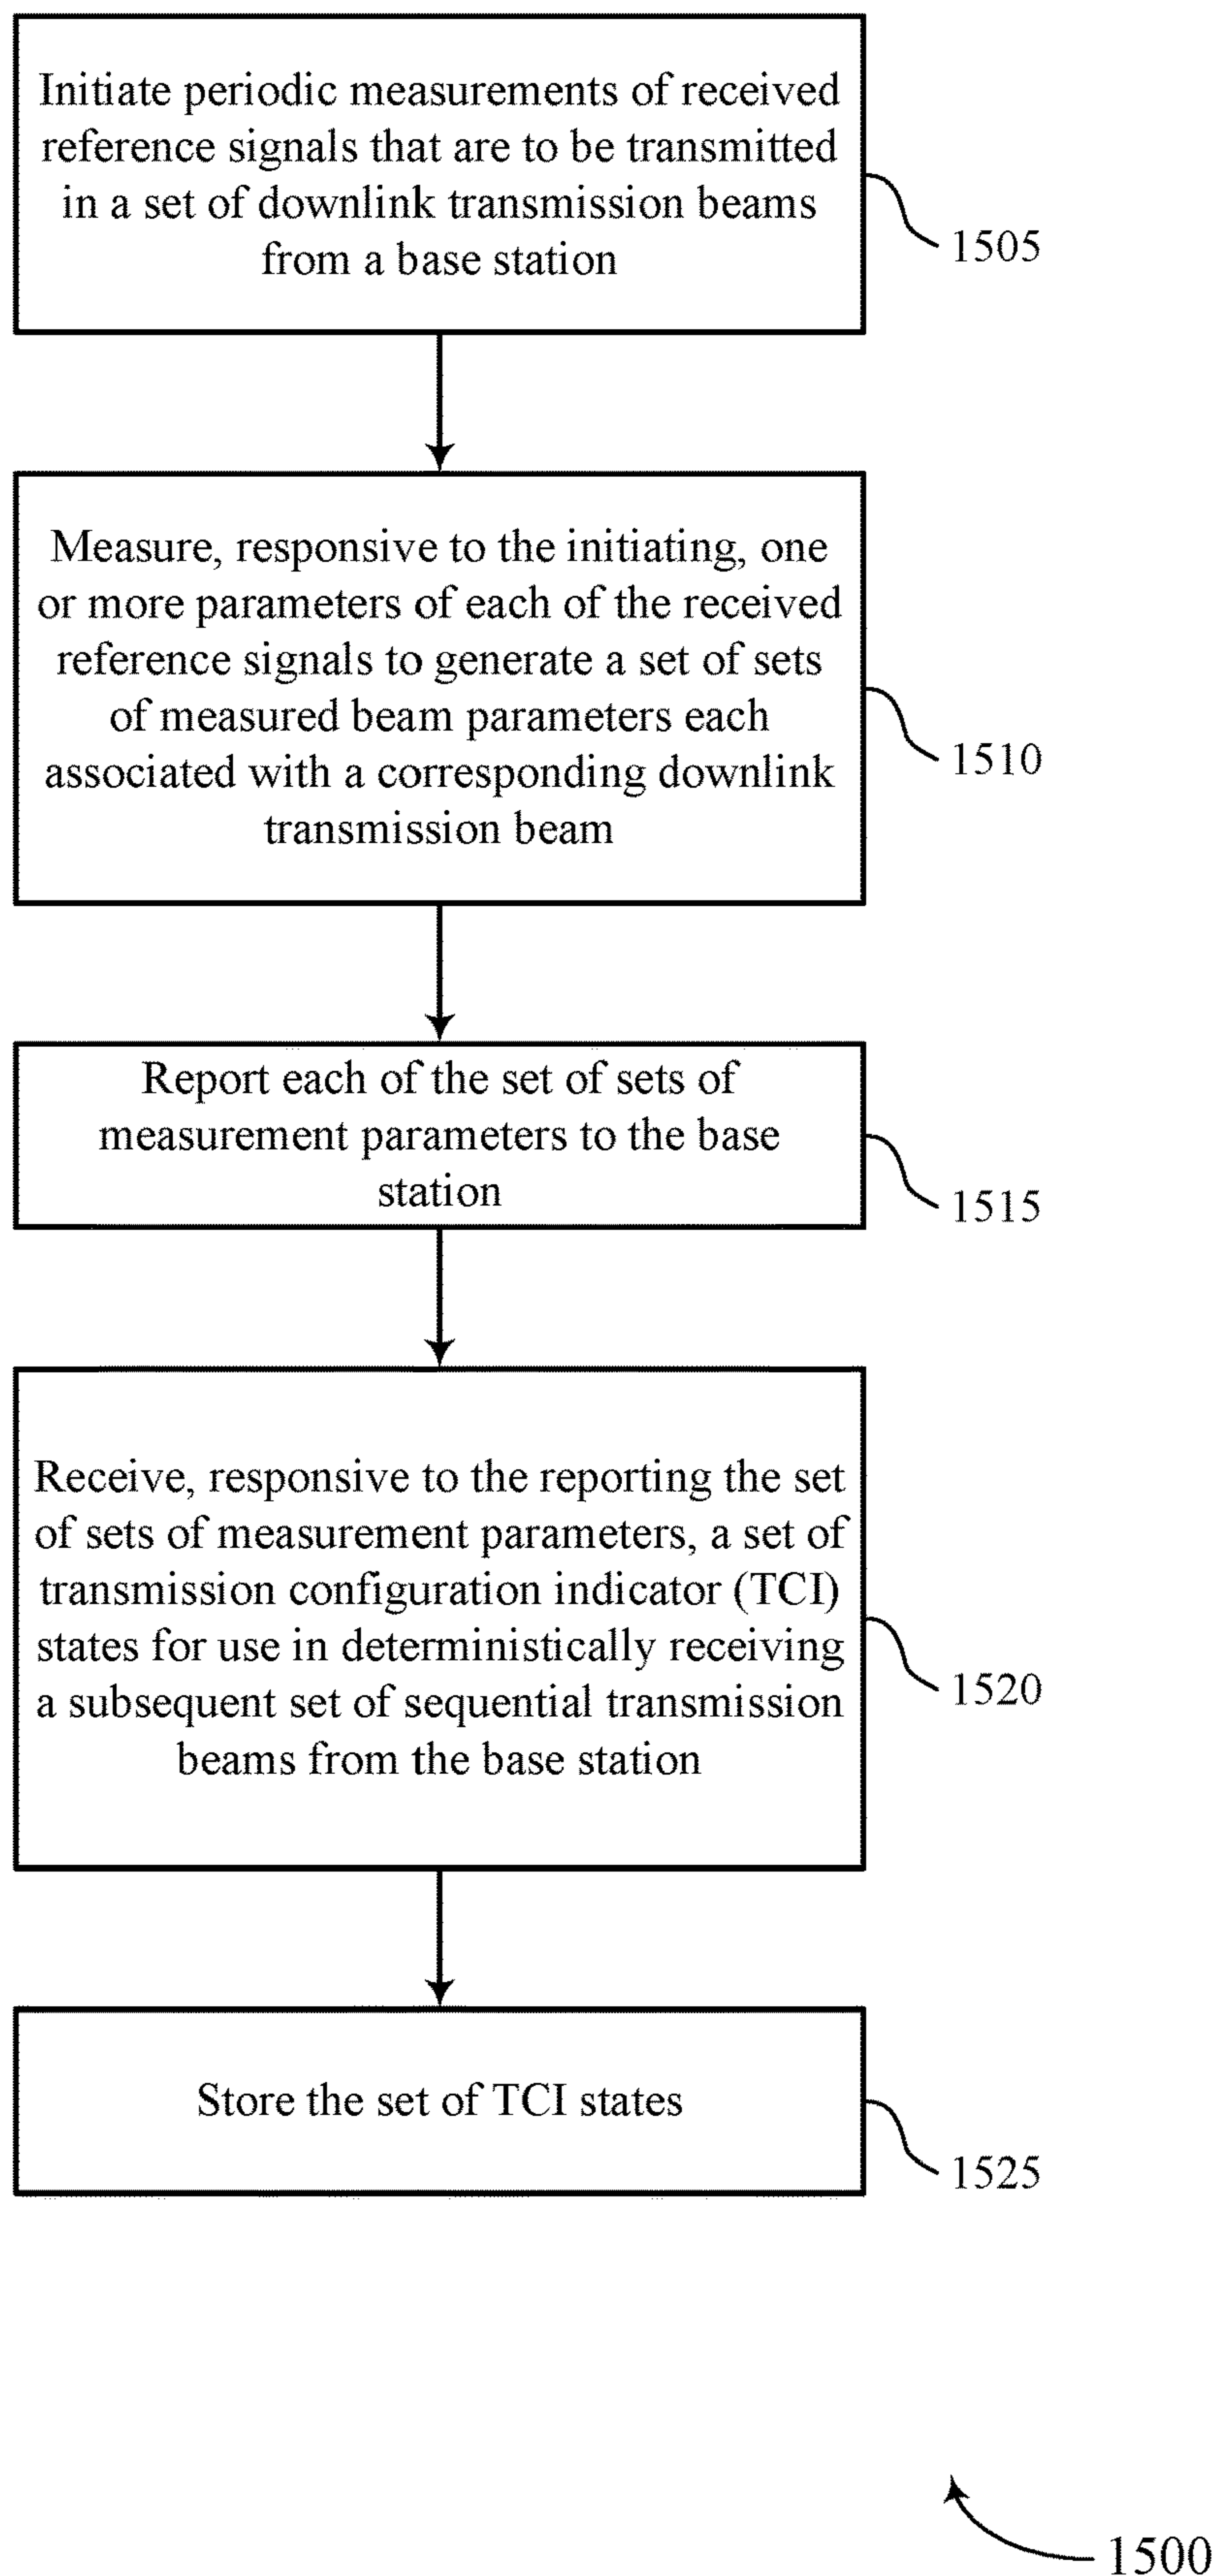 Initiate periodic measurements of received
reference signals that are to be transmitted
in a set of downlink transmission beams
from a base station
1505
Measure, responsive to the initiating, one
or more parameters of each of the received
reference signals to generate a set of sets
of measured beam parameters each
associated with a corresponding downlink
transmission beam
1510
Report each of the set of sets of
measurement parameters to the base
station
1515
Receive, responsive to the reporting the set
of sets of measurement parameters, a set of
transmission configuration indicator (TCI)
states for use in deterministically receiving
a subsequent set of sequential transmission
beams from the base station
1520
Store the set of TCI states
1525
1500